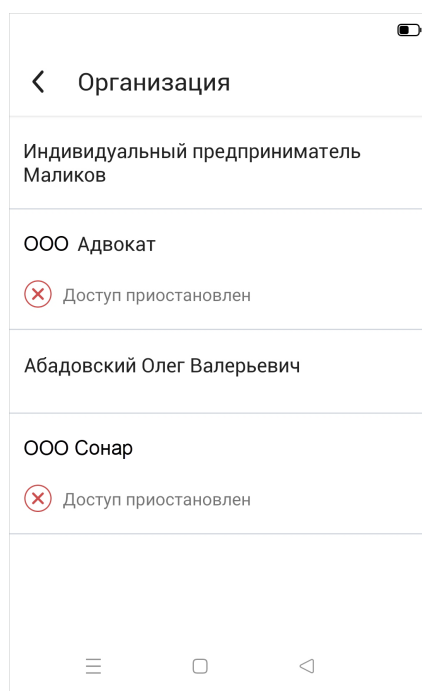 Организация
Индивидуальный предприниматель
Маликов
ООО Адвокат
Доступ приостановлен
Абадовский Олег Валерьевич
ООО Сонар
Доступ приостановлен